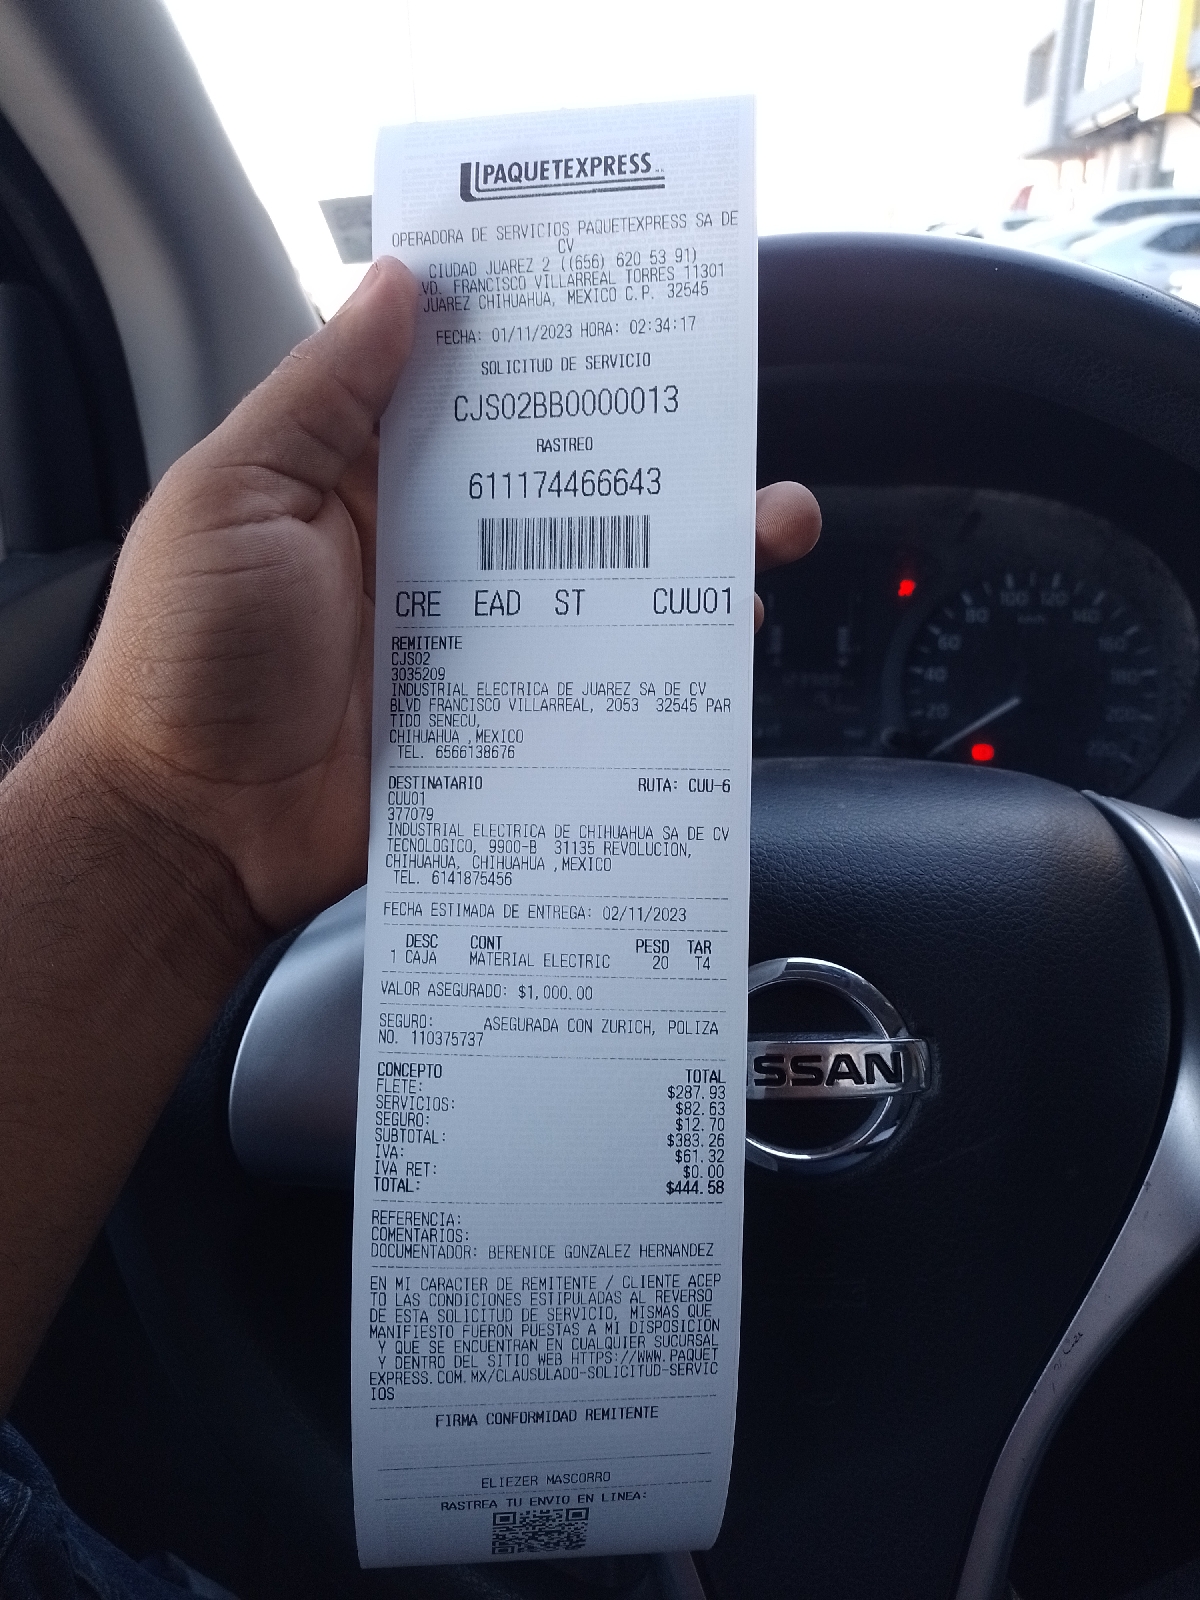 PAQUETEXPRESS
OPERADORA DE SERVICIOS PAQUETEXPRESS SA DE
CV
CIUDAD JUAREZ 2 ((656) 620 53 91)
VD. FRANCISCO VILLARREAL TORRES 11301
JUAREZ CHIHUAHUA, MEXICO C.P. 32545
FECHA: 01/11/2023 HORA: 02:34:17
SOLICITUD DE SERVICIO
CJS02BB0000013
RASTREO
611174466643
CRE EAD ST CUU01
REMITENTE
CJS02
3035209
INDUSTRIAL ELECTRICA DE JUAREZ SA DE CV
BLVD FRANCISCO VILLARREAL, 2053 32545 PAR
TIDO SENECU,
CHIHUAHUA ,MEXICO
TEL. 6566138676
DESTINATARIO RUTA: CUU-6
CUU01
377079
INDUSTRIAL ELECTRICA DE CHIHUAHUA SA DE CV
TECNOLOGICO, 9900-B 31135 REVOLUCION,
CHIHUAHUA, CHIHUAHUA ,MEXICO
TEL. 6141875456
FECHA ESTIMADA DE ENTREGA: 02/11/2023
DESC CONT PESO TAR
1 CAJA MATERIAL ELECTRIC 20 T4
VALOR ASEGURADO: $1,000.00
SEGURO: ASEGURADA CON ZURICH, POLIZA
NO. 110375737
CONCEPTO TOTAL
FLETE: $287.93
SERVICIOS: $82.63
SEGURO: $12.70
SUBTOTAL: $383.26
IVA: $61.32
IVA RET: $0.00
TOTAL: $444.58
REFERENCIA:
COMENTARIOS:
DOCUMENTADOR: BERENICE GONZALEZ HERNANDEZ
EN MI CARACTER DE REMITENTE / CLIENTE ACEP
TO LAS CONDICIONES ESTIPULADAS AL REVERSO
DE ESTA SOLICITUD DE SERVICIO, MISMAS QUE
MANIFIESTO FUERON PUESTAS A MI DISPOSICION
Y QUE SE ENCUENTRAN EN CUALQUIER SUCURSAL
Y DENTRO DEL SITIO WEB HTTPS://WWW.PAQUET
EXPRESS.COM.MX/CLAUSULADO-SOLICITUD-SERVIC
IOS
FIRMA CONFORMIDAD REMITENTE
ELIEZER MASCORRO
RASTREA TU ENVIO EN LINEA:
SSAN
20 40 60 80 100 120 140 160 180 200